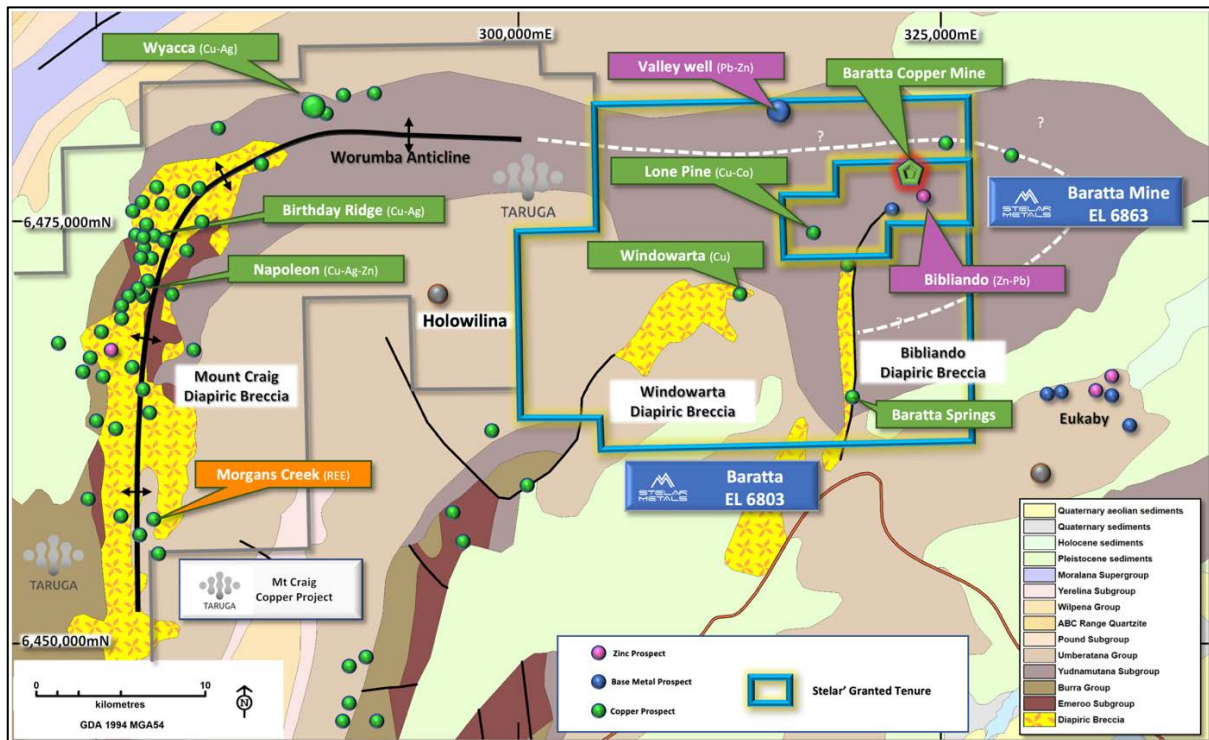 300,000mE
325,000mE
Wyacca (Cu-Ag)
Valley well (Pb-Zn)
Baratta Copper Mine
?
?
Worumba Anticline
TARUGA
Lone Pine (Cu-Co)
STELAR
METALS
Baratta Mine
EL 6863
6,475,000mN
Birthday Ridge (Cu-Ag)
Napoleon (Cu-Ag-Zn)
Windowarta (Cu)
Bibliando (Zn-Pb)
Holowilina
?
Mount Craig
Diapiric Breccia
Windowarta
Diapiric Breccia
Bibliando
Diapiric Breccia
Baratta Springs
Eukaby
Morgans Creek (REE)
STELAR
METALS
Baratta
EL 6803
TARUGA
TARUGA
Mt Craig
Copper Project
6,450,000mN
0
10
kilometres
GDA 1994 MGA54
N
Zinc Prospect
Base Metal Prospect
Copper Prospect
Stelar' Granted Tenure
Quaternary aeolian sediments
Quaternary sediments
Holocene sediments
Pleistocene sediments
Moralana Supergroup
Yerelina Subgroup
Wilpena Group
ABC Range Quartzite
Pound Subgroup
Umberatana Group
Yudnamutana Subgroup
Burra Group
Emeroo Subgroup
Diapiric Breccia